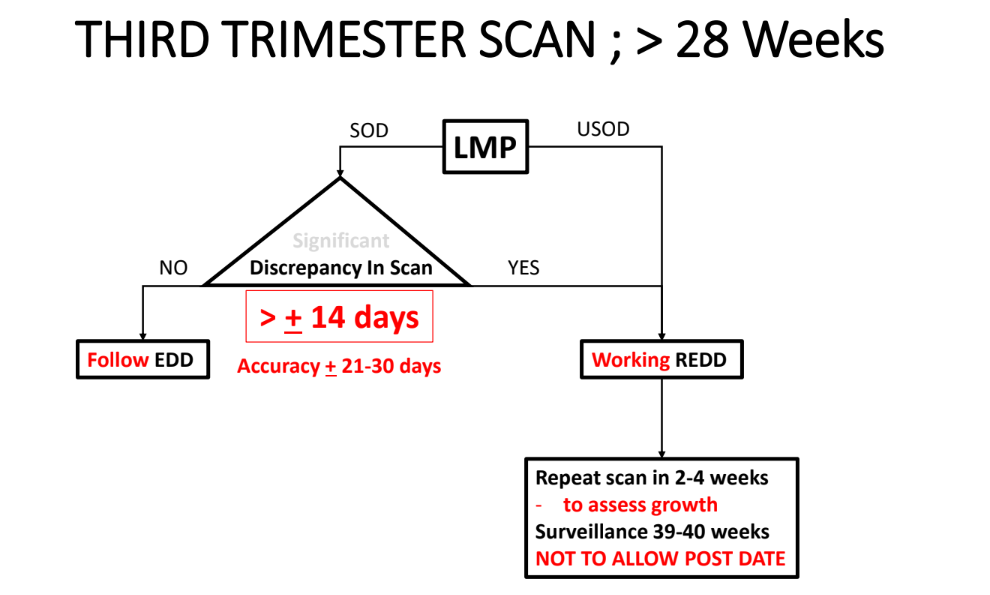 THIRD TRIMESTER SCAN ; > 28 Weeks
SOD
LMP
USOD
Significant
Discrepancy In Scan
NO
YES
> ± 14 days
Accuracy ± 21-30 days
Follow EDD
Working REDD
Repeat scan in 2-4 weeks
- to assess growth
Surveillance 39-40 weeks
NOT TO ALLOW POST DATE